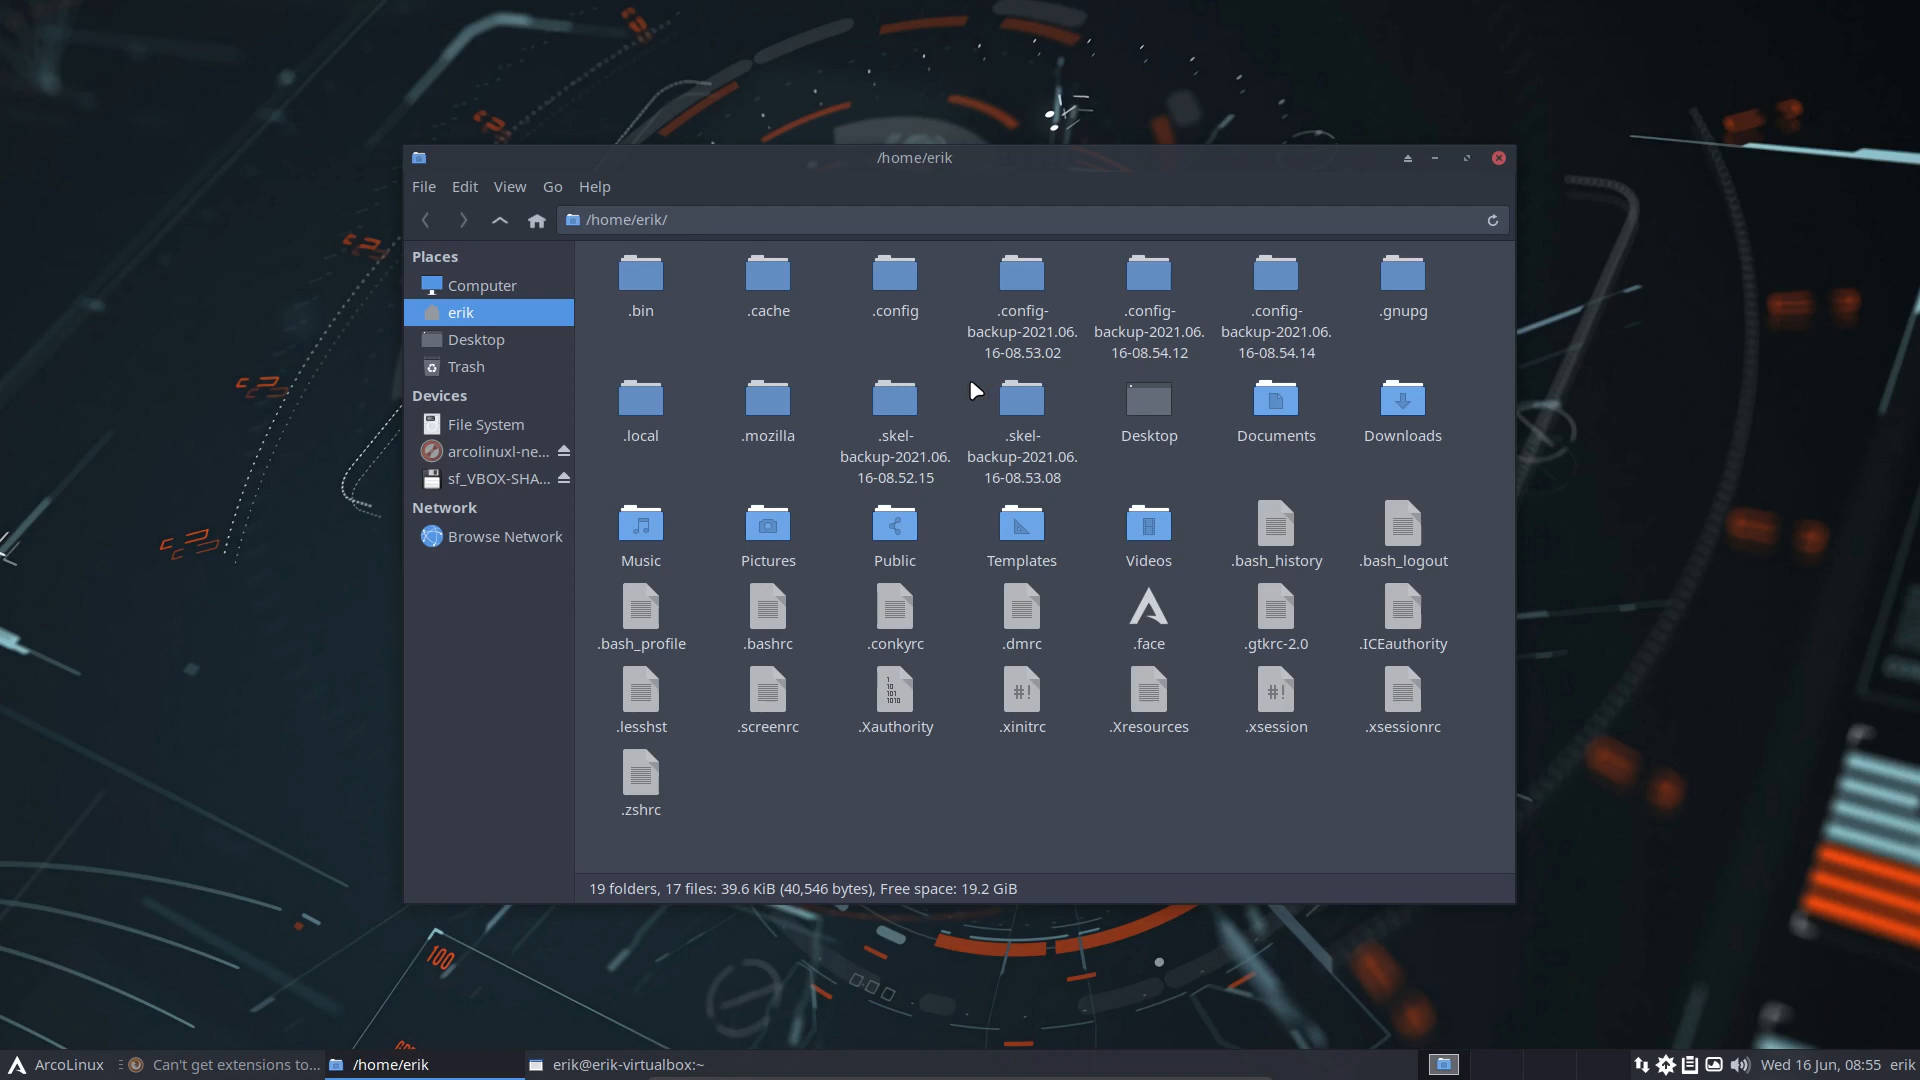 /home/erik
File Edit View Go Help
/home/erik/
Places
Computer
erik
Desktop
Trash
Devices
File System
arcolinuxl-ne...
sf_VBOX-SHA...
Network
Browse Network
.bin
.cache
.config
.config-
backup-2021.06.
16-08.53.02
.config-
backup-2021.06.
16-08.54.12
.config-
backup-2021.06.
16-08.54.14
.gnupg
.local
.mozilla
.skel-
backup-2021.06.
16-08.52.15
.skel-
backup-2021.06.
16-08.53.08
Desktop
Documents
Downloads
Music
Pictures
Public
Templates
Videos
.bash_history
.bash_logout
.bash_profile
.bashrc
.conkyrc
.dmrc
.face
.gtkrc-2.0
.ICEauthority
.lesshst
.screenrc
1
10
101
1010
.Xauthority
#!
.xinitrc
.Xresources
#!
.xsession
.xsessionrc
.zshrc
19 folders, 17 files: 39.6 KiB (40,546 bytes), Free space: 19.2 GiB
100
ArcoLinux
Can't get extensions to...
/home/erik
erik@erik-virtualbox:~
Wed 16 Jun, 08:55 erik